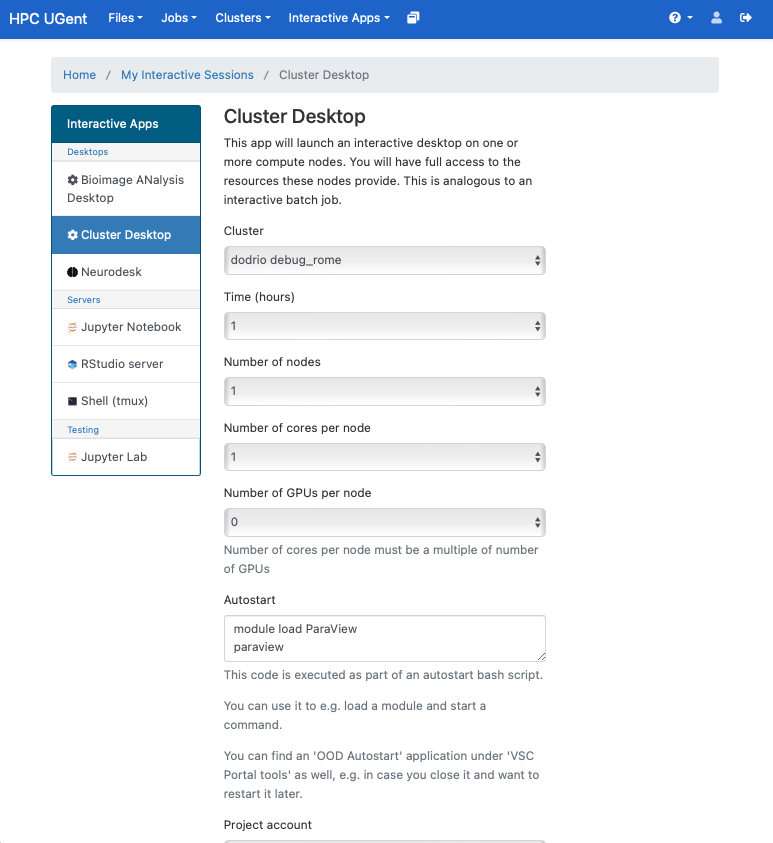 HPC UGent Files Jobs Clusters Interactive Apps
Home / My Interactive Sessions / Cluster Desktop
Interactive Apps
Desktops
Bioimage ANalysis
Desktop
Cluster Desktop
Neurodesk
Servers
Jupyter Notebook
RStudio server
Shell (tmux)
Testing
Jupyter Lab
Cluster Desktop
This app will launch an interactive desktop on one or
more compute nodes. You will have full access to the
resources these nodes provide. This is analogous to an
interactive batch job.
Cluster
dodrio debug_rome
Time (hours)
1
Number of nodes
1
Number of cores per node
1
Number of GPUs per node
0
Number of cores per node must be a multiple of number
of GPUs
Autostart
module load ParaView
paraview
This code is executed as part of an autostart bash script.
You can use it to e.g. load a module and start a
command.
You can find an 'OOD Autostart' application under 'VSC
Portal tools' as well, e.g. in case you close it and want to
restart it later.
Project account